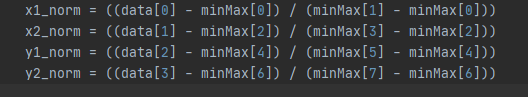 x1_norm = ((data[0] - minMax[0]) / (minMax[1] - minMax[0]))
x2_norm = ((data[1] - minMax[2]) / (minMax[3] - minMax[2]))
y1_norm = ((data[2] - minMax[4]) / (minMax[5] - minMax[4]))
y2_norm = ((data[3] - minMax[6]) / (minMax[7] - minMax[6]))